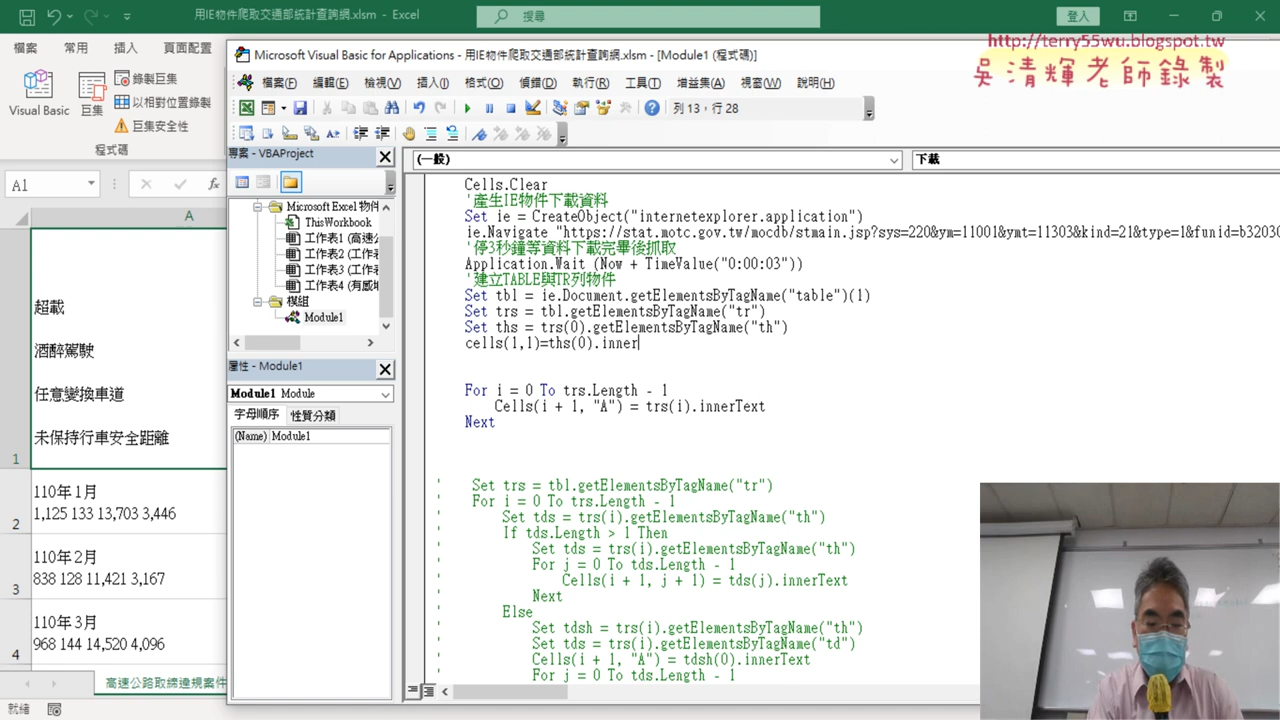 用IE物件爬取交通部統計查詢網.xlsm - Excel
搜尋
登入
http://terry55wu.blogspot.tw
吳清輝老師錄製
檔案 常用 插入 頁面配置
Visual Basic
巨集
錄製巨集
以相對位置錄製
巨集安全性
程式碼
A1
fx
A
1
超載
酒醉駕駛
任意變換車道
未保持行車安全距離
2
110年1月
1,125 133 13,703 3,446
3
110年2月
838 128 11,421 3,167
4
110年3月
968 144 14,520 4,096
高速公路取締違規案件
就緒
Microsoft Visual Basic for Applications - 用IE物件爬取交通部統計查詢網.xlsm - [Module1 (程式碼)]
檔案(F) 編輯(E) 檢視(V) 插入(I) 格式(O) 偵錯(D) 執行(R) 工具(T) 增益集(A) 視窗(W) 說明(H)
列 13，行 28
專案 - VBAProject
Microsoft Excel 物件
ThisWorkbook
工作表1 (高速公
工作表2 (工作表
工作表3 (工作表
工作表4 (有感地
模組
Module1
屬性 - Module1
Module1 Module
字母順序 性質分類
(Name) Module1
(一般)
下載
Cells.Clear
'產生IE物件下載資料
Set ie = CreateObject("internetexplorer.application")
ie.Navigate "https://stat.motc.gov.tw/mocdb/stmain.jsp?sys=220&ym=11001&ymt=11303&kind=21&type=1&funid=b32030
'停3秒鐘等資料下載完畢後抓取
Application.Wait (Now + TimeValue("0:00:03"))
'建立TABLE與TR列物件
Set tbl = ie.Document.getElementsByTagName("table")(1)
Set trs = tbl.getElementsByTagName("tr")
Set ths = trs(0).getElementsByTagName("th")
cells(1,1)=ths(0).inner
For i = 0 To trs.Length - 1
Cells(i + 1, "A") = trs(i).innerText
Next
' Set trs = tbl.getElementsByTagName("tr")
' For i = 0 To trs.Length - 1
' Set tds = trs(i).getElementsByTagName("th")
' If tds.Length > 1 Then
' Set tds = trs(i).getElementsByTagName("th")
' For j = 0 To tds.Length - 1
' Cells(i + 1, j + 1) = tds(j).innerText
' Next
' Else
' Set tdsh = trs(i).getElementsByTagName("th")
' Set tds = trs(i).getElementsByTagName("td")
' Cells(i + 1, "A") = tdsh(0).innerText
' For j = 0 To tds.Length - 1